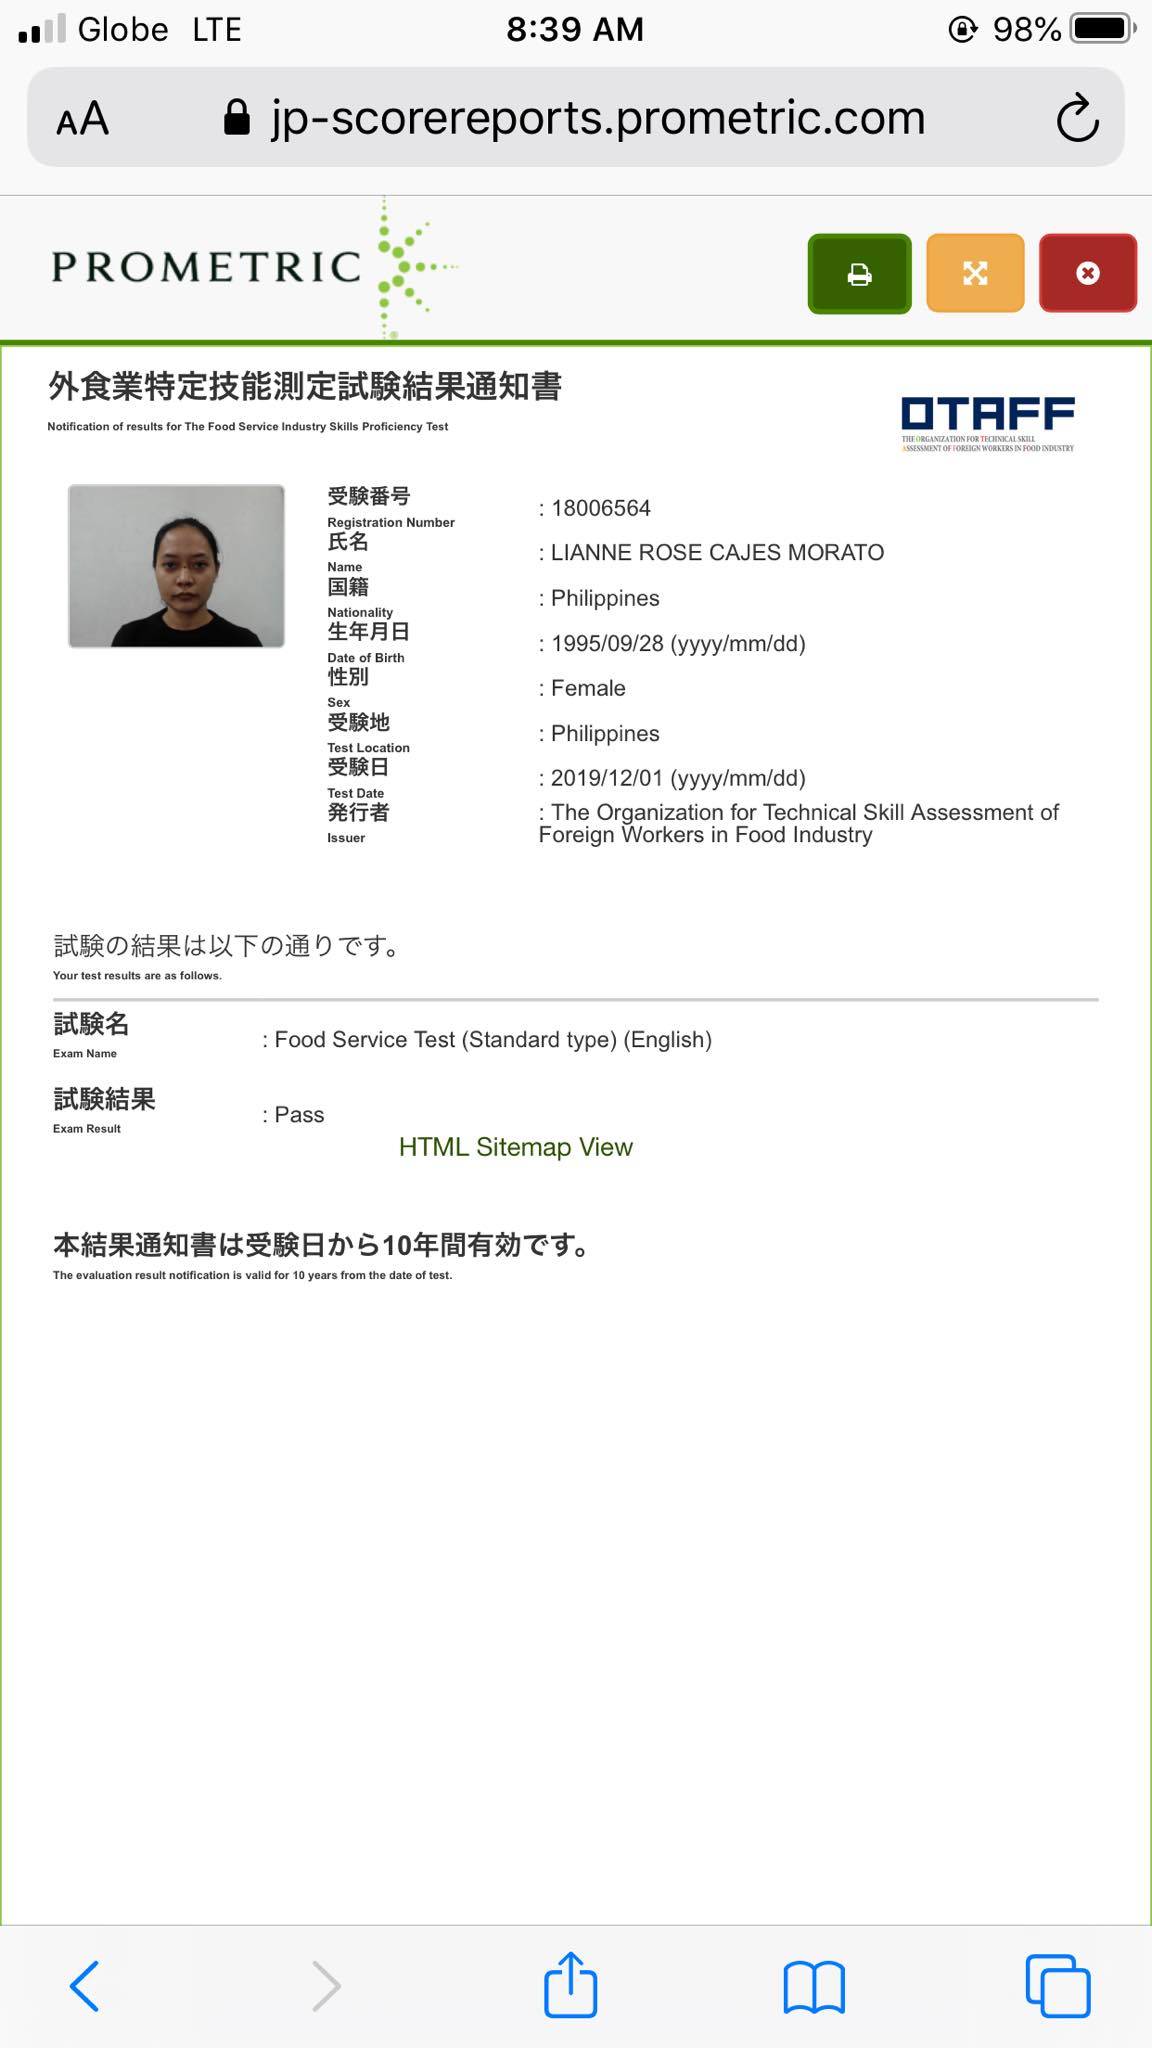 Globe LTE 8:39 AM 98%
AA jp-scorereports.prometric.com
PROMETRIC
外食業特定技能測定試験結果通知書
Notification of results for The Food Service Industry Skills Proficiency Test
OTAFF
THE ORGANIZATION FOR TECHNICAL SKILL
ASSESSMENT OF FOREIGN WORKERS IN FOOD INDUSTRY
受験番号
Registration Number
: 18006564
氏名
Name
: LIANNE ROSE CAJES MORATO
国籍
Nationality
: Philippines
生年月日
Date of Birth
: 1995/09/28 (yyyy/mm/dd)
性別
Sex
: Female
受験地
Test Location
: Philippines
受験日
Test Date
: 2019/12/01 (yyyy/mm/dd)
発行者
Issuer
: The Organization for Technical Skill Assessment of
Foreign Workers in Food Industry
試験の結果は以下の通りです。
Your test results are as follows.
試験名
Exam Name
: Food Service Test (Standard type) (English)
試験結果
Exam Result
: Pass
HTML Sitemap View
本結果通知書は受験日から10年間有効です。
The evaluation result notification is valid for 10 years from the date of test.